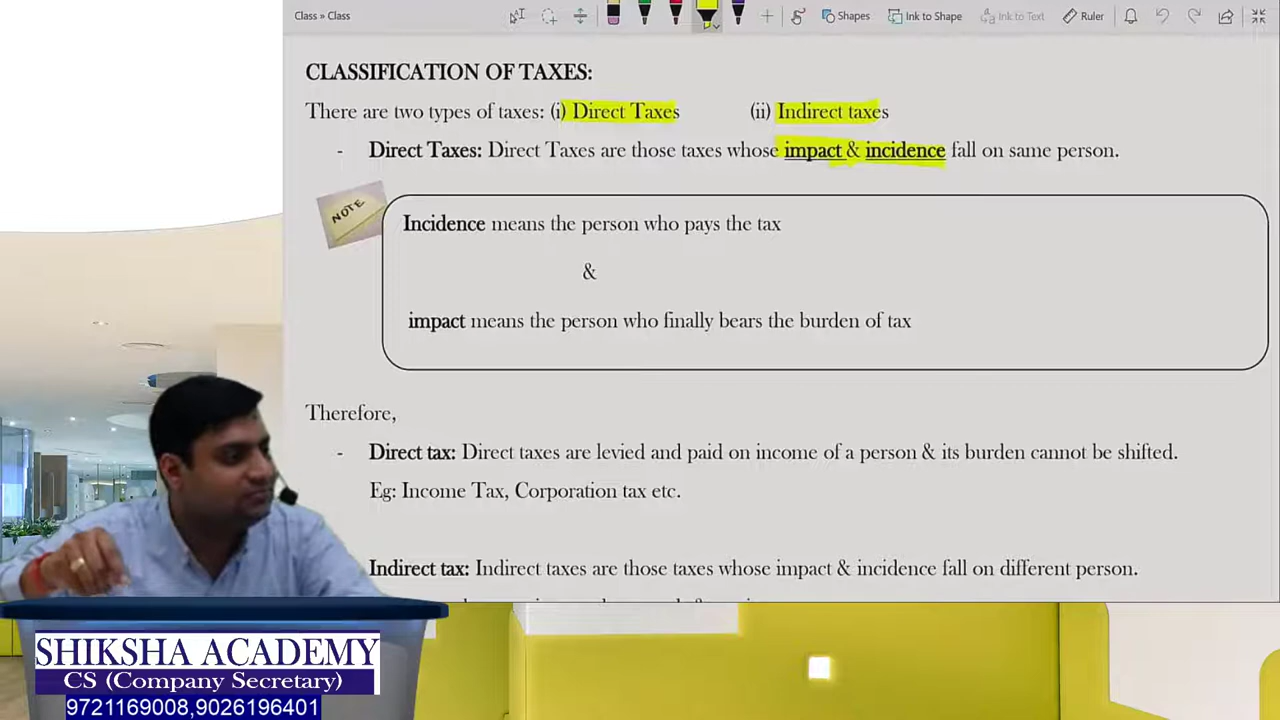 Class » Class
Shapes
Ink to Shape
Ink to Text
Ruler
CLASSIFICATION OF TAXES:
There are two types of taxes: (i) Direct Taxes (ii) Indirect taxes
- Direct Taxes: Direct Taxes are those taxes whose impact & incidence fall on same person.
NOTE
Incidence means the person who pays the tax
&
impact means the person who finally bears the burden of tax
Therefore,
- Direct tax: Direct taxes are levied and paid on income of a person & its burden cannot be shifted.
Eg: Income Tax, Corporation tax etc.
Indirect tax: Indirect taxes are those taxes whose impact & incidence fall on different person.
SHIKSHA ACADEMY
CS (Company Secretary)
9721169008,9026196401